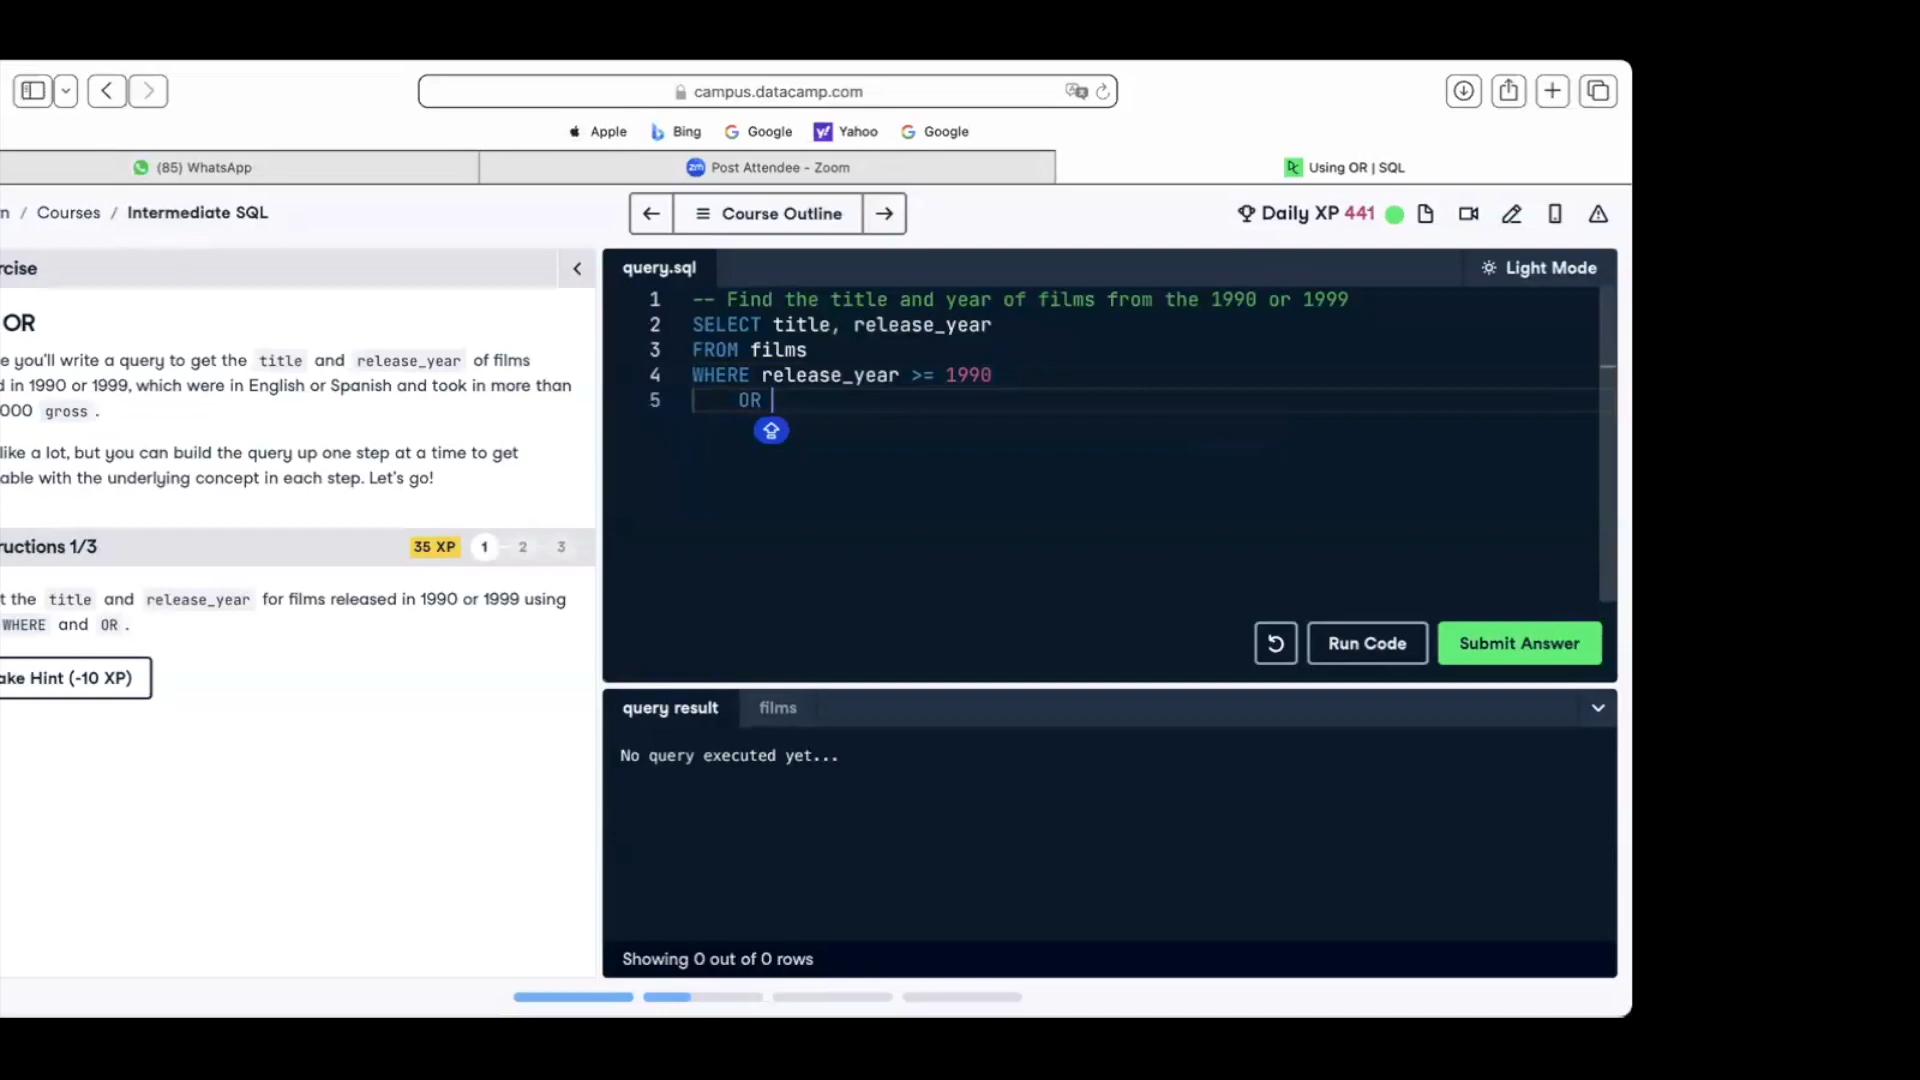 campus.datacamp.com
Apple Bing Google Yahoo Google
(85) WhatsApp
Post Attendee - Zoom
Using OR | SQL
n / Courses / Intermediate SQL
Course Outline
Daily XP 441
rcise
OR
e you'll write a query to get the title and release_year of films
d in 1990 or 1999, which were in English or Spanish and took in more than
000 gross .
like a lot, but you can build the query up one step at a time to get
able with the underlying concept in each step. Let's go!
ructions 1/3
35 XP 1 2 3
t the title and release_year for films released in 1990 or 1999 using
WHERE and OR .
ake Hint (-10 XP)
query.sql
Light Mode
1 -- Find the title and year of films from the 1990 or 1999
2 SELECT title, release_year
3 FROM films
4 WHERE release_year >= 1990
5 OR
Run Code
Submit Answer
query result films
No query executed yet...
Showing 0 out of 0 rows